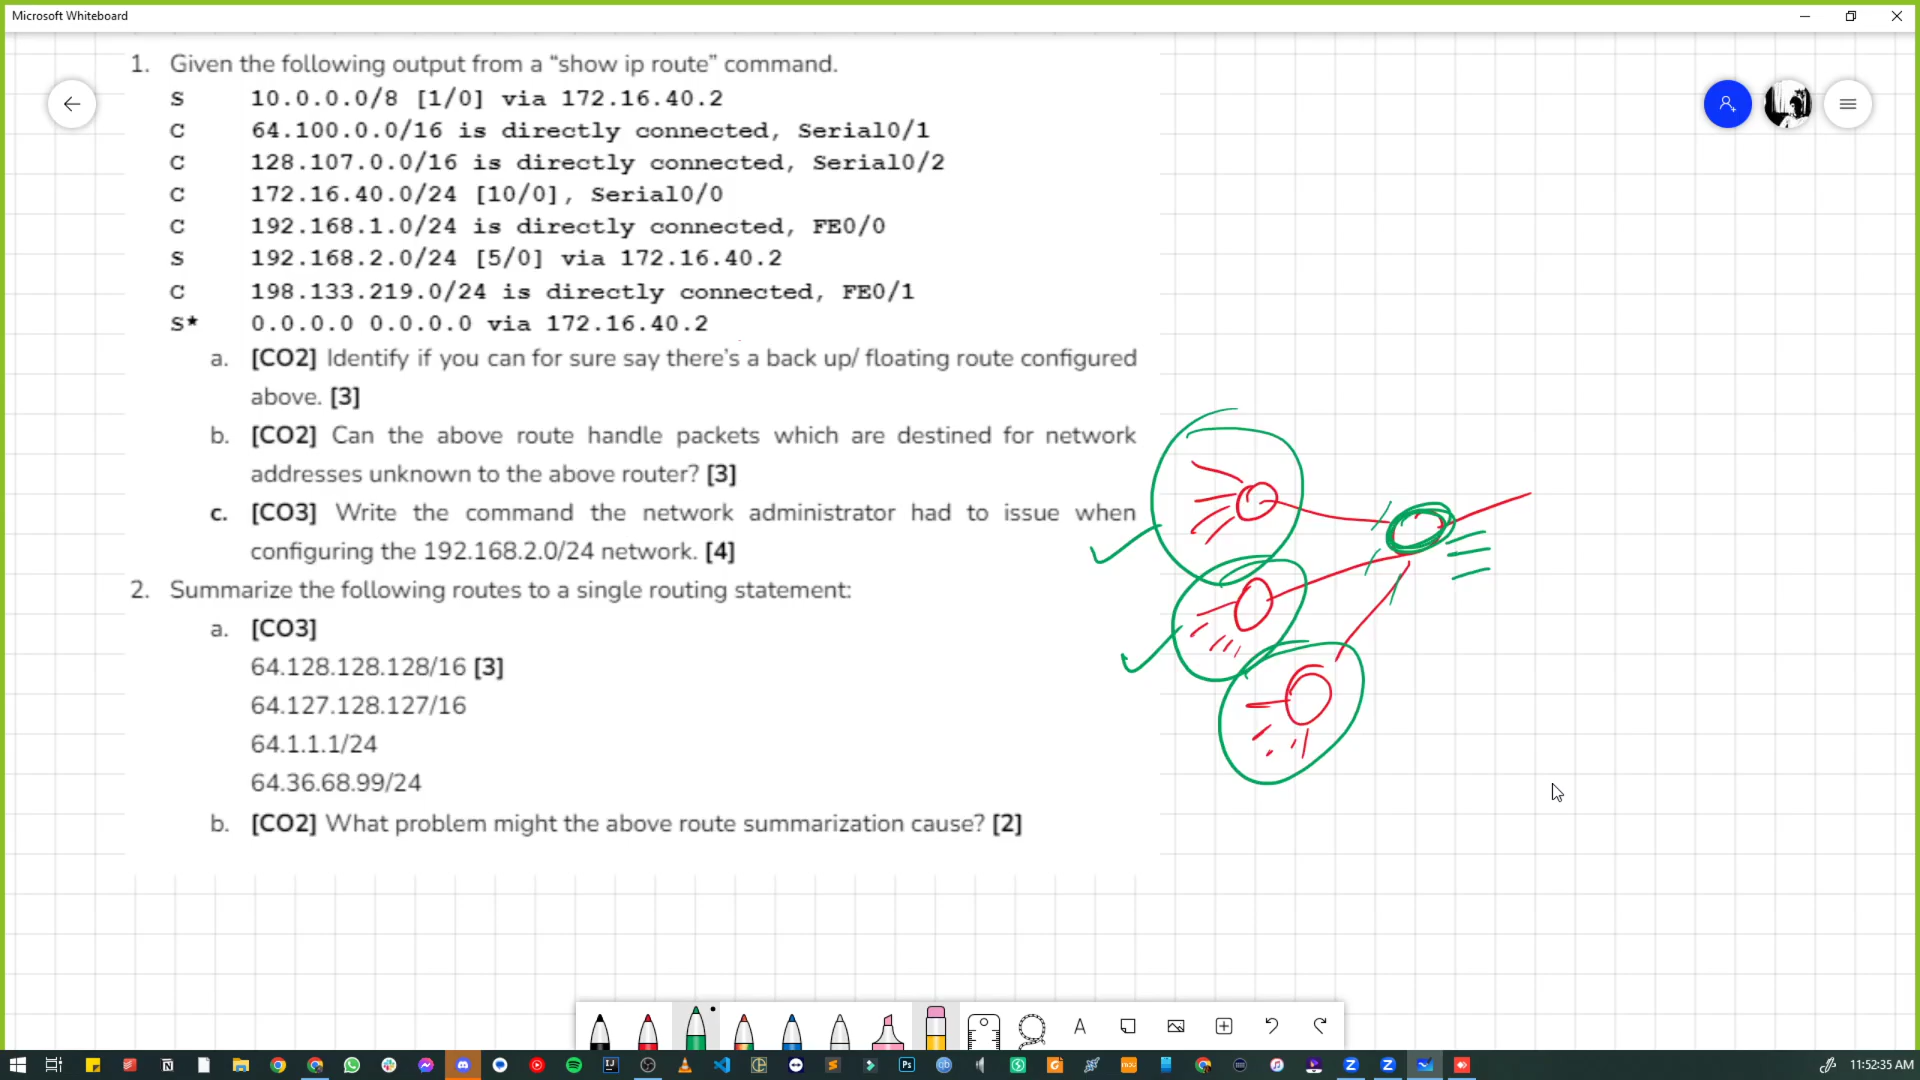 Microsoft Whiteboard
1. Given the following output from a “show ip route” command.
S 10.0.0.0/8 [1/0] via 172.16.40.2
C 64.100.0.0/16 is directly connected, Serial0/1
C 128.107.0.0/16 is directly connected, Serial0/2
C 172.16.40.0/24 [10/0], Serial0/0
C 192.168.1.0/24 is directly connected, FE0/0
S 192.168.2.0/24 [5/0] via 172.16.40.2
C 198.133.219.0/24 is directly connected, FE0/1
S* 0.0.0.0 0.0.0.0 via 172.16.40.2
a. [CO2] Identify if you can for sure say there’s a back up/ floating route configured
above. [3]
b. [CO2] Can the above route handle packets which are destined for network
addresses unknown to the above router? [3]
c. [CO3] Write the command the network administrator had to issue when
configuring the 192.168.2.0/24 network. [4]
2. Summarize the following routes to a single routing statement:
a. [CO3]
64.128.128.128/16 [3]
64.127.128.127/16
64.1.1.1/24
64.36.68.99/24
b. [CO2] What problem might the above route summarization cause? [2]
11:52:35 AM